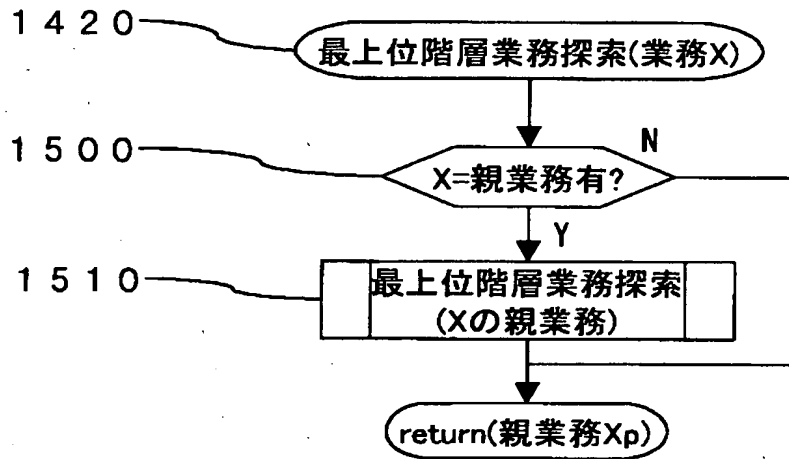 1420
最上位階層業務探索(業務X)
1500
N
X=親業務有?
Y
1510
最上位階層業務探索
(Xの親業務)
return(親業務Xp)